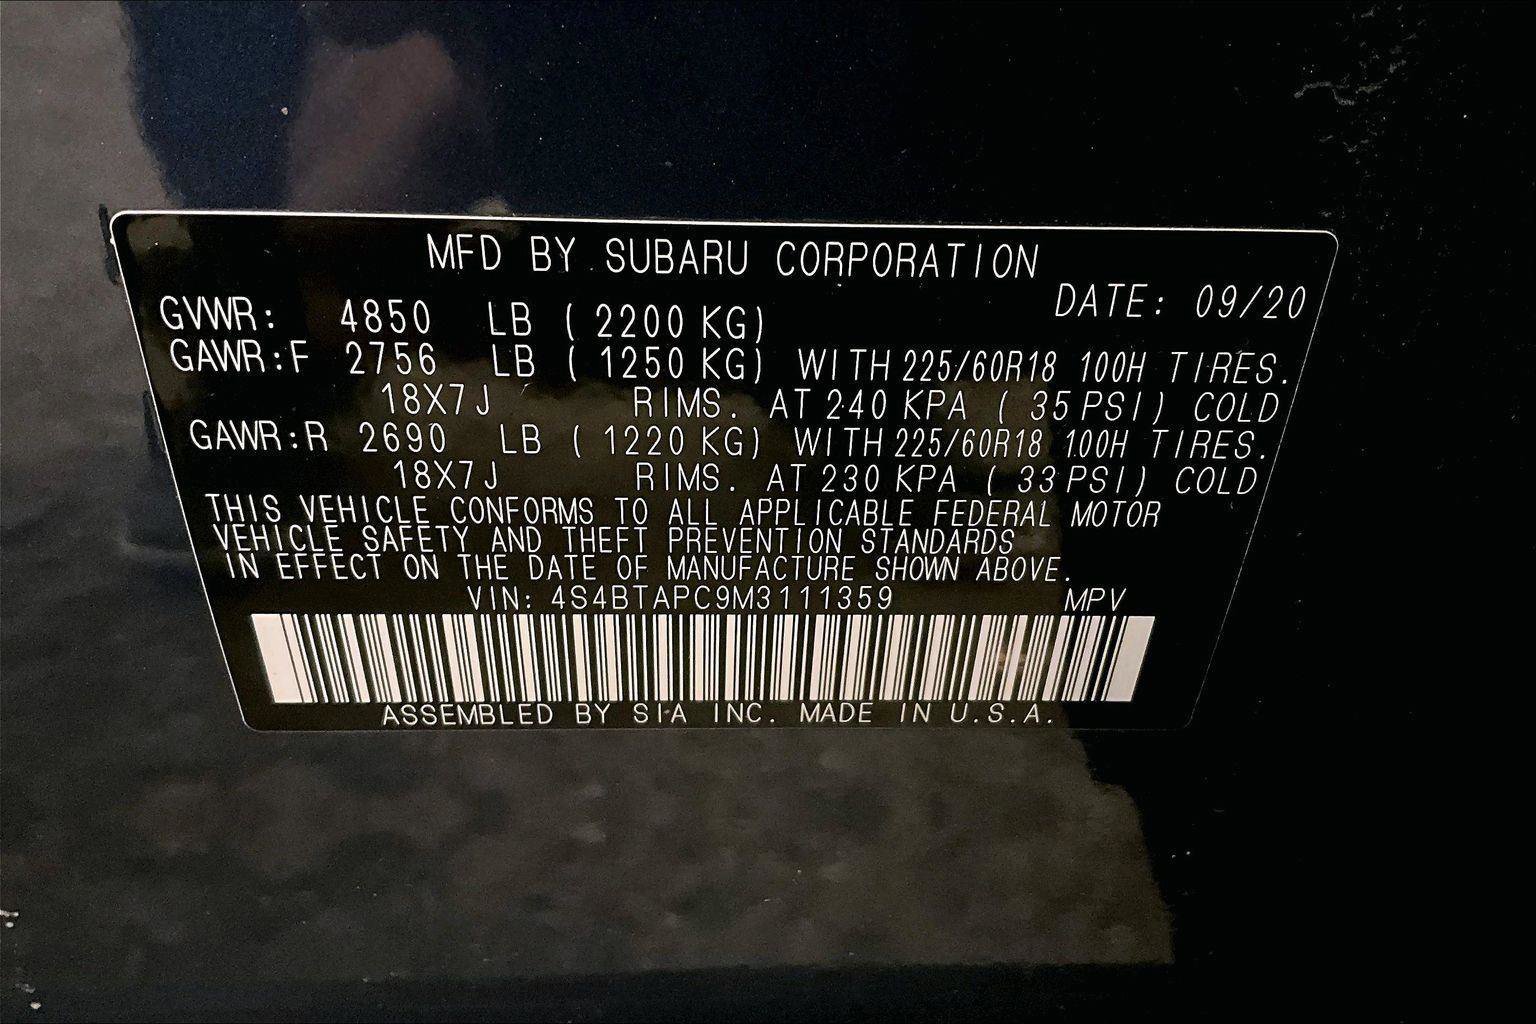 MFD BY SUBARU CORPORATION
DATE: 09/20
GVWR: 4850 LB ( 2200 KG)
GAWR:F 2756 LB ( 1250 KG) WITH 225/60R18 100H TIRES.
18X7J RIMS. AT 240 KPA ( 35 PSI) COLD
GAWR:R 2690 LB ( 1220 KG) WITH 225/60R18 100H TIRES.
18X7J RIMS. AT 230 KPA ( 33 PSI) COLD
THIS VEHICLE CONFORMS TO ALL APPLICABLE FEDERAL MOTOR
VEHICLE SAFETY AND THEFT PREVENTION STANDARDS
IN EFFECT ON THE DATE OF MANUFACTURE SHOWN ABOVE.
VIN: 4S4BTAPC9M3111359 MPV
ASSEMBLED BY SIA INC. MADE IN U.S.A.